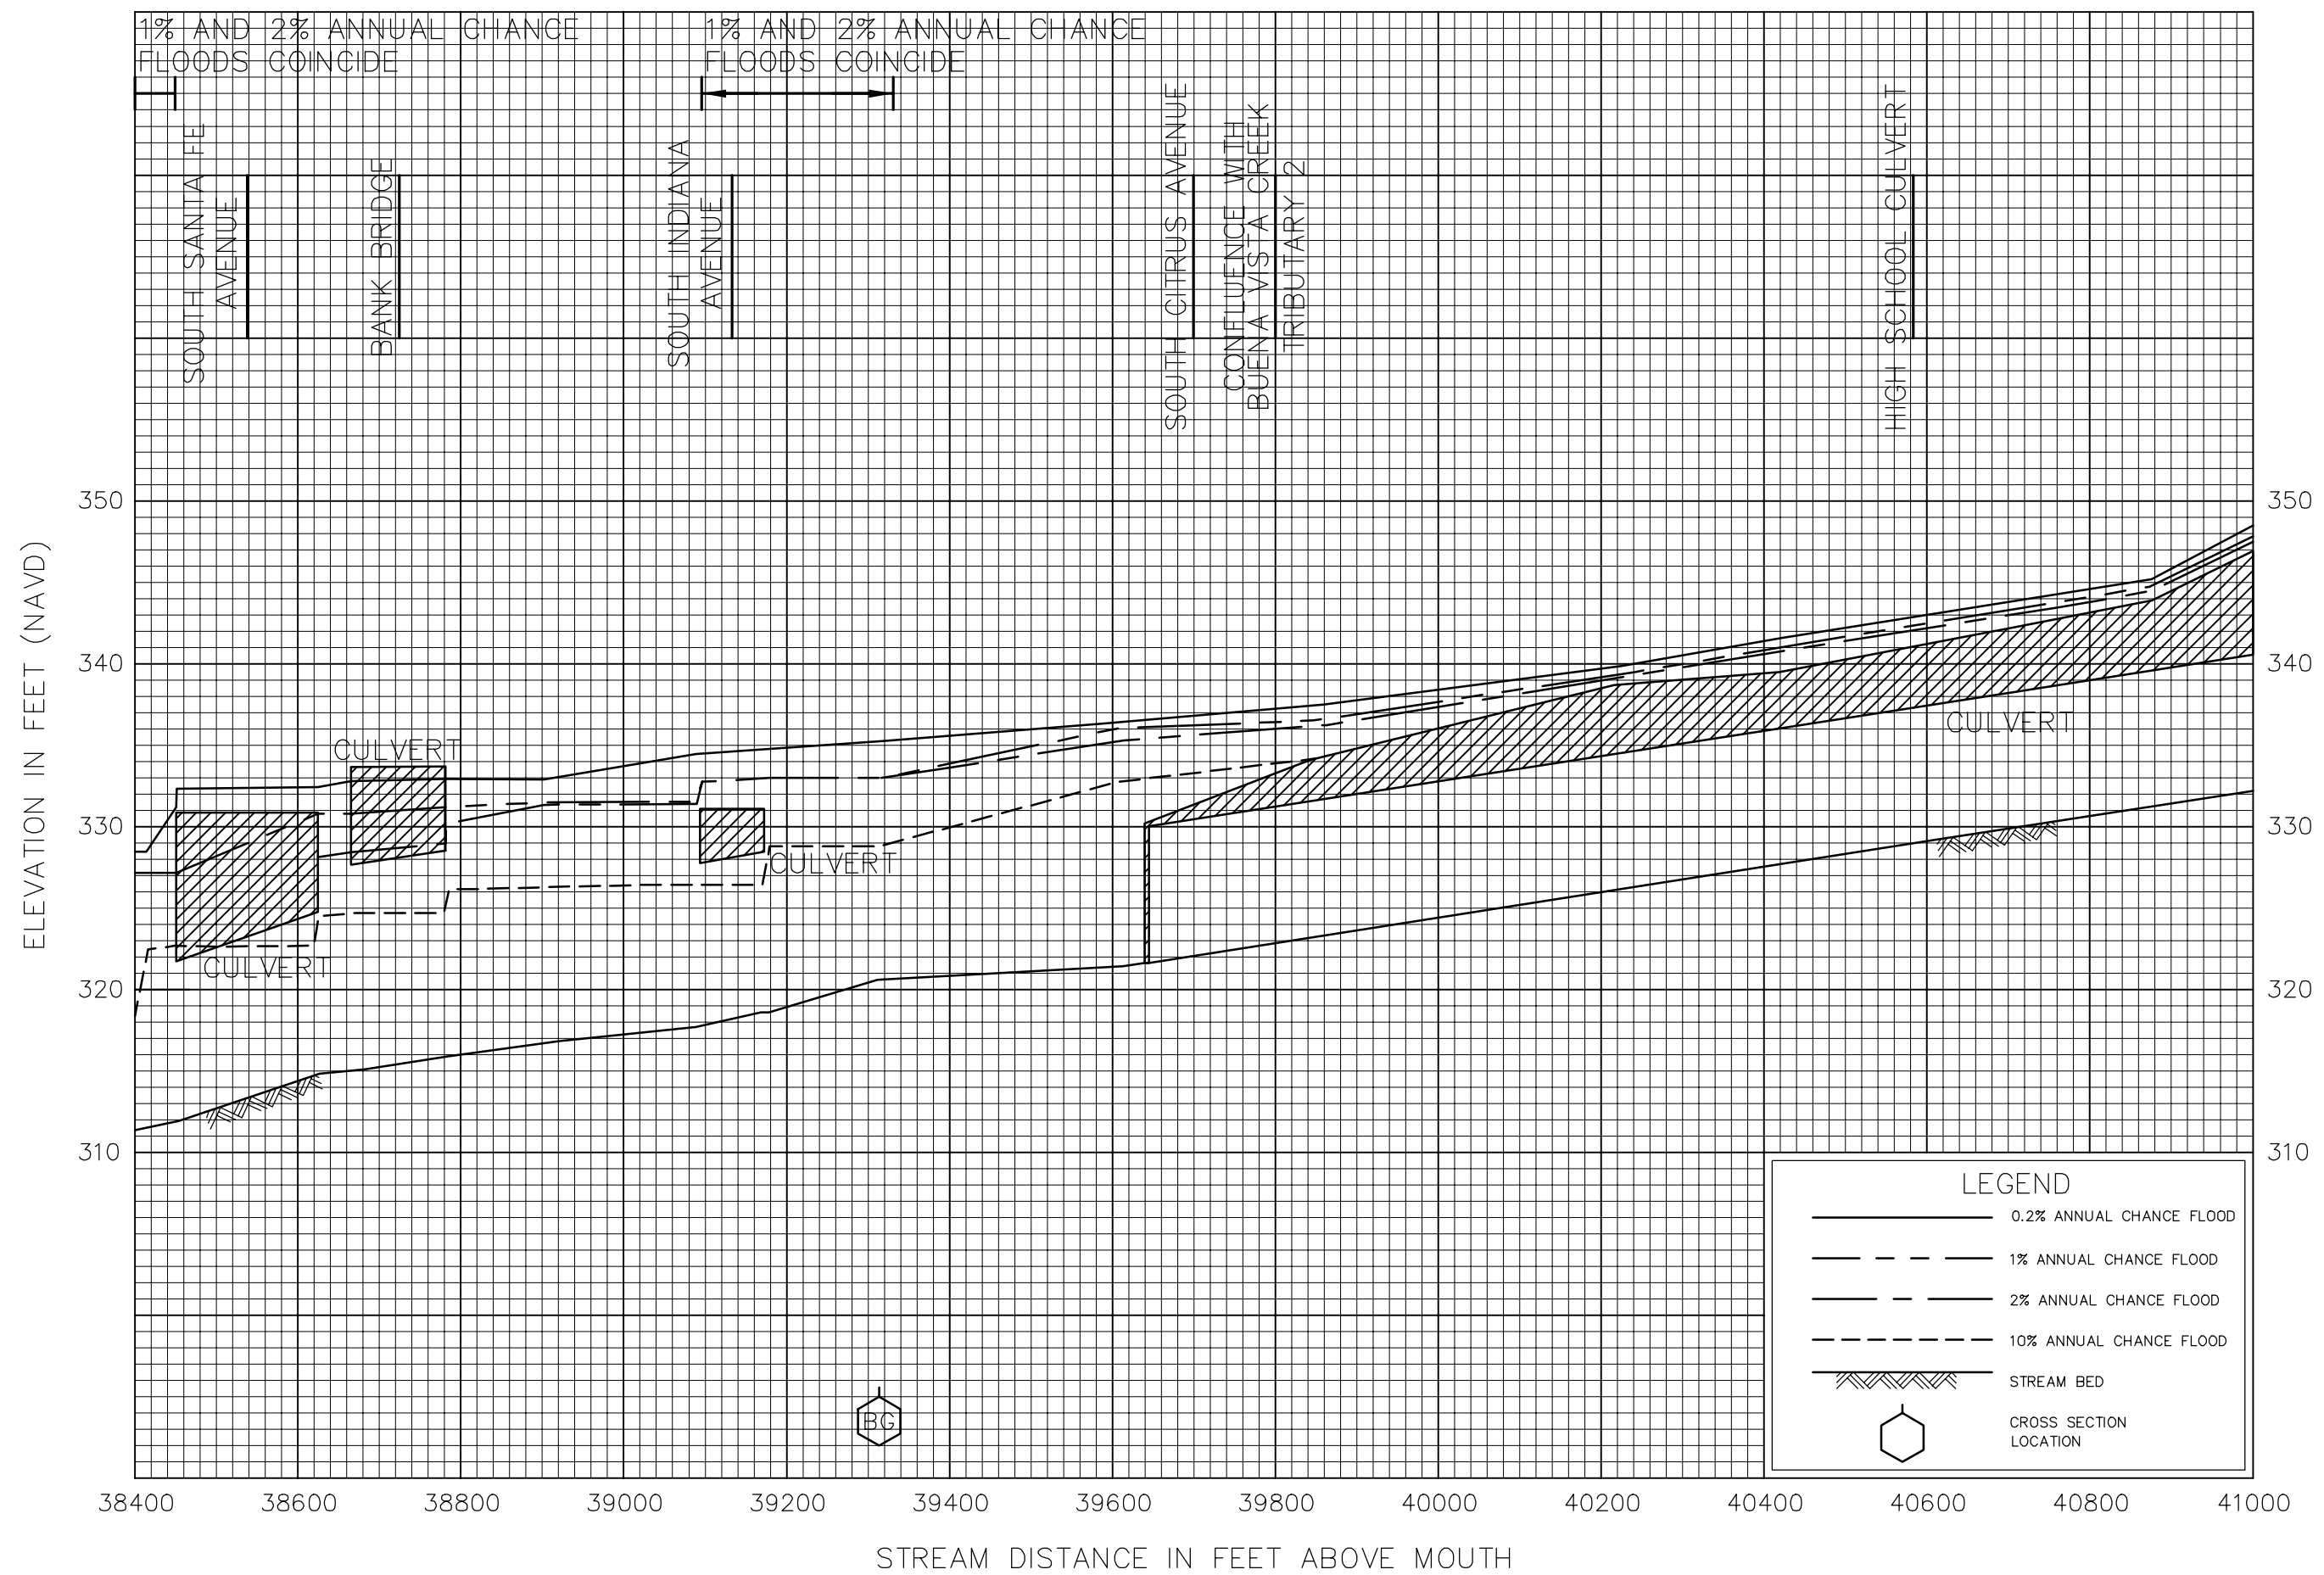 1% AND 2% ANNUAL CHANCE
FLOODS COINCIDE
1% AND 2% ANNUAL CHANCE
FLOODS COINCIDE
SOUTH SANTA FE
AVENUE
BANK BRIDGE
SOUTH INDIANA
AVENUE
SOUTH CITRUS AVENUE
CONFLUENCE WITH
BUENA VISTA CREEK
TRIBUTARY 2
HIGH SCHOOL CULVERT
ELEVATION IN FEET (NAVD)
350
340
330
320
310
350
340
330
320
310
CULVERT
CULVERT
CULVERT
CULVERT
BG
LEGEND
0.2% ANNUAL CHANCE FLOOD
1% ANNUAL CHANCE FLOOD
2% ANNUAL CHANCE FLOOD
10% ANNUAL CHANCE FLOOD
STREAM BED
CROSS SECTION
LOCATION
38400 38600 38800 39000 39200 39400 39600 39800 40000 40200 40400 40600 40800 41000
STREAM DISTANCE IN FEET ABOVE MOUTH